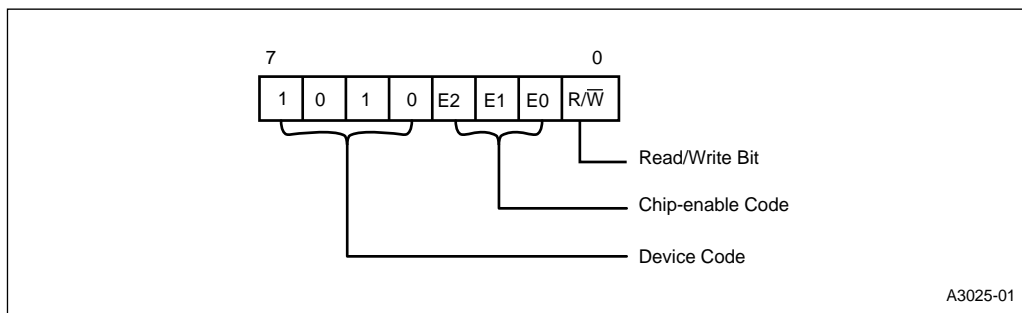 7 0
1 0 1 0 E2 E1 E0 R/W̅
Read/Write Bit
Chip-enable Code
Device Code
A3025-01